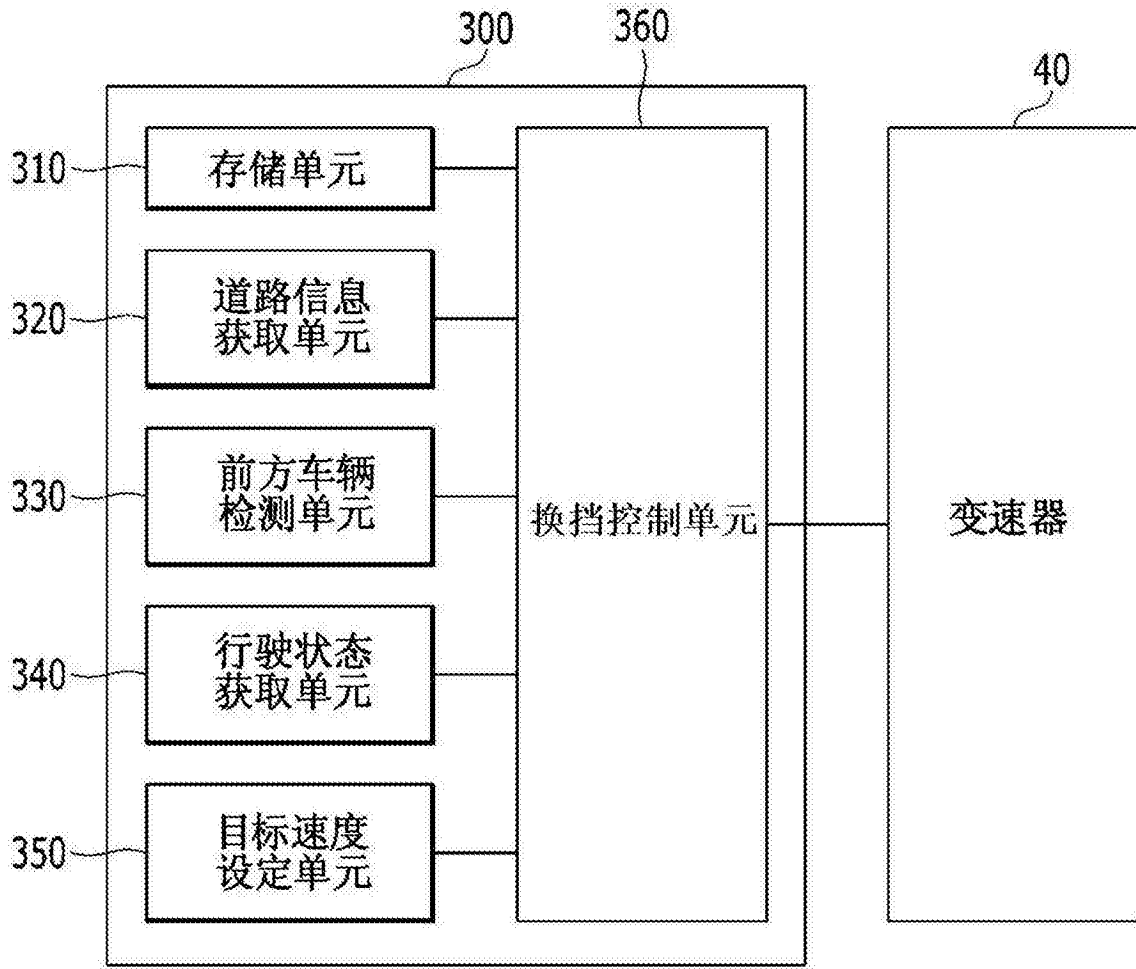 300
360
40
310
存储单元
320
道路信息
获取单元
330
前方车辆
检测单元
换挡控制单元
变速器
340
行驶状态
获取单元
350
目标速度
设定单元